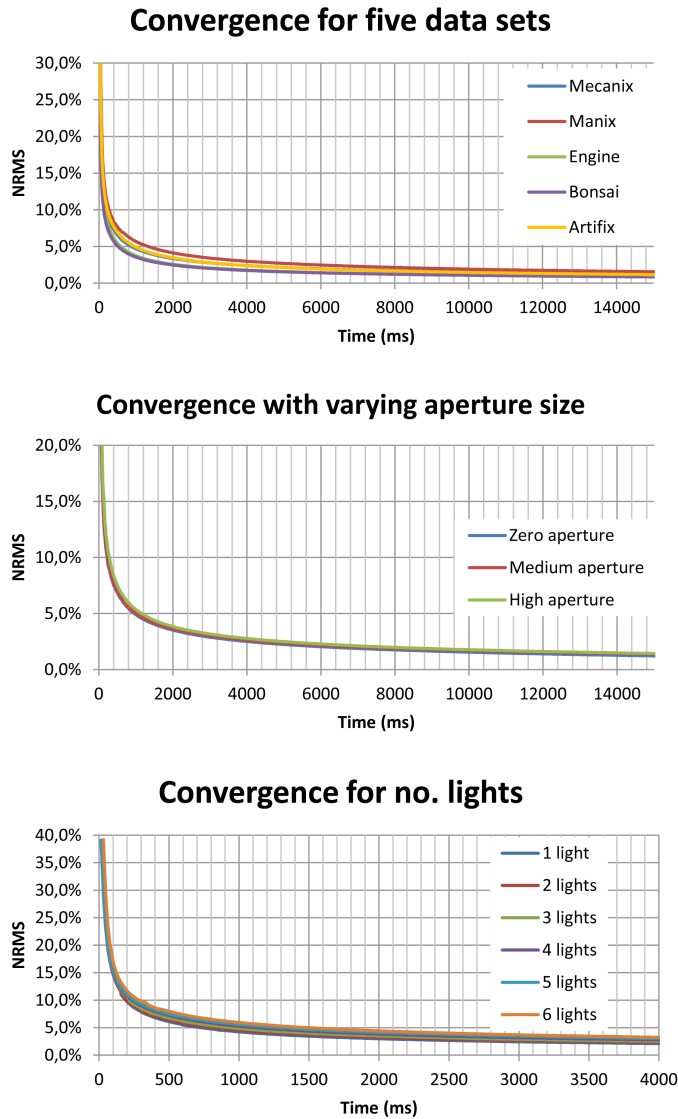 Convergence for five data sets
30,0%
25,0%
20,0%
15,0%
10,0%
5,0%
0,0%
NRMS
0 2000 4000 6000 8000 10000 12000 14000
Time (ms)
Mecanix
Manix
Engine
Bonsai
Artifix
Convergence with varying aperture size
20,0%
15,0%
10,0%
5,0%
0,0%
NRMS
0 2000 4000 6000 8000 10000 12000 14000
Time (ms)
Zero aperture
Medium aperture
High aperture
Convergence for no. lights
40,0%
35,0%
30,0%
25,0%
20,0%
15,0%
10,0%
5,0%
0,0%
NRMS
0 500 1000 1500 2000 2500 3000 3500 4000
Time (ms)
1 light
2 lights
3 lights
4 lights
5 lights
6 lights